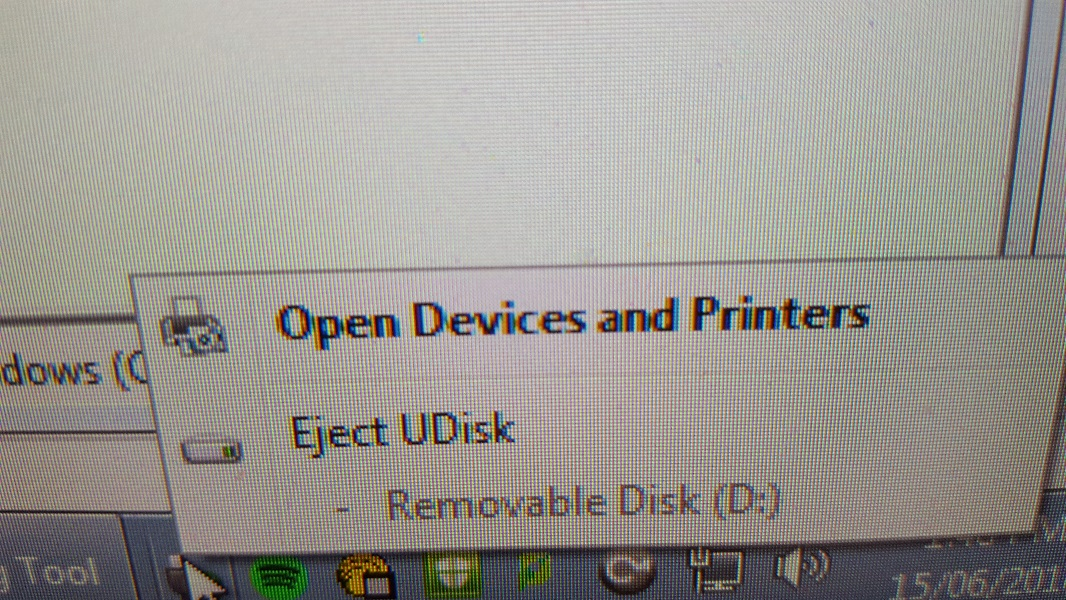 Open Devices and Printers
dows (C
Eject UDisk
- Removable Disk (D:)
Tool
15/06/201